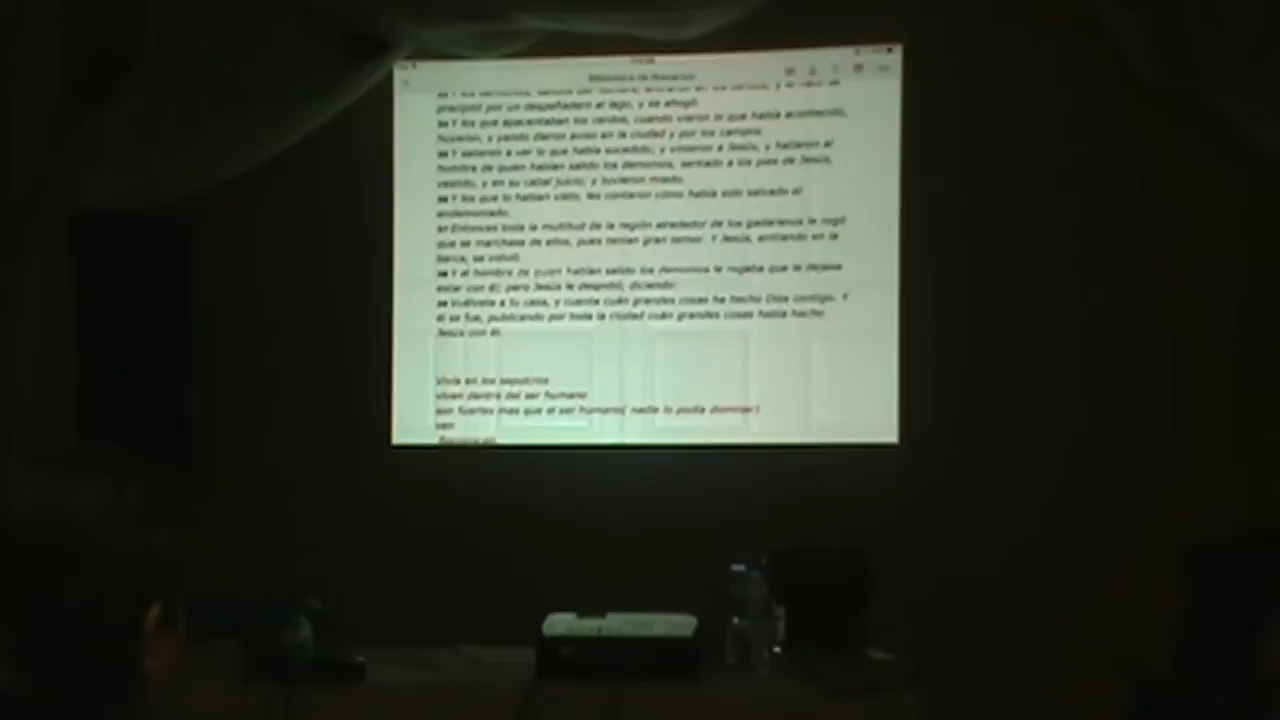 precipitó por un despeñadero al lago, y se ahogó.
Y los que apacentaban los cerdos, cuando vieron lo que había acontecido,
huyeron, y yendo dieron aviso en la ciudad y por los campos.
Y salieron a ver lo que había sucedido; y vinieron a Jesús, y hallaron al
hombre de quien habían salido los demonios, sentado a los pies de Jesús,
vestido, y en su cabal juicio; y tuvieron miedo.
Y los que lo habían visto, les contaron cómo había sido salvado el
endemoniado.
Entonces toda la multitud de la región alrededor de los gadarenos le rogó
que se marchase de ellos, pues tenían gran temor. Y Jesús, entrando en la
barca, se volvió.
Y el hombre de quien habían salido los demonios le rogaba que le dejase
estar con él; pero Jesús le despidió, diciendo:
Vuélvete a tu casa, y cuenta cuán grandes cosas ha hecho Dios contigo. Y
él se fue, publicando por toda la ciudad cuán grandes cosas había hecho
Jesús con él.
Vivia en los sepulcros
viven dentro del ser humano
son fuertes mas que el ser humano( nadie lo podia dominar)
ven